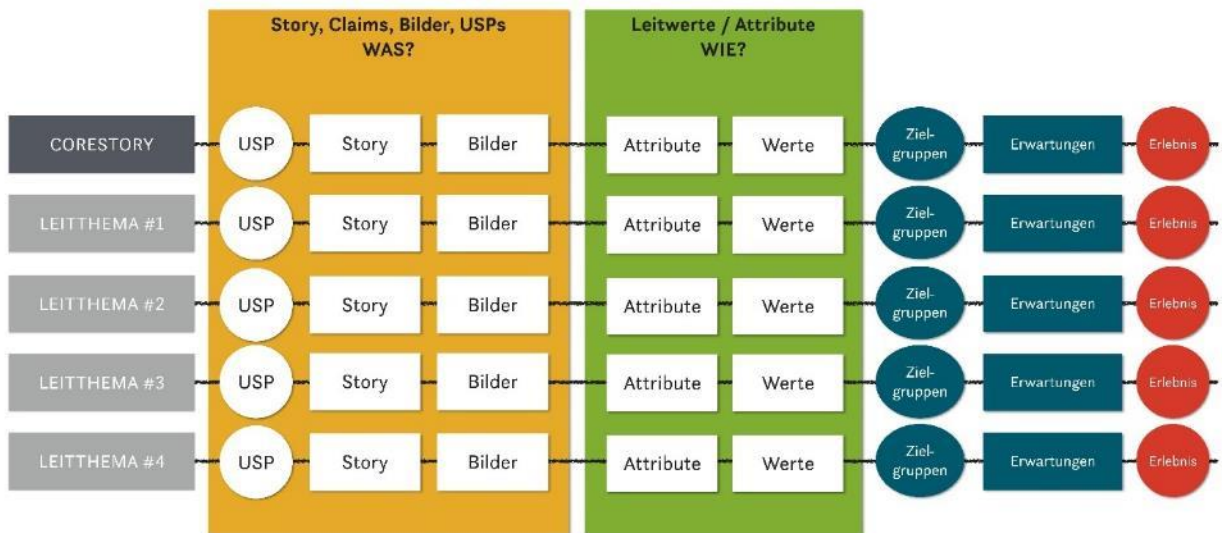 Story, Claims, Bilder, USPs
WAS?
Leitwerte / Attribute
WIE?
CORESTORY
USP
Story
Bilder
Attribute
Werte
Ziel-
gruppen
Erwartungen
Erlebnis
LEITTHEMA #1
USP
Story
Bilder
Attribute
Werte
Ziel-
gruppen
Erwartungen
Erlebnis
LEITTHEMA #2
USP
Story
Bilder
Attribute
Werte
Ziel-
gruppen
Erwartungen
Erlebnis
LEITTHEMA #3
USP
Story
Bilder
Attribute
Werte
Ziel-
gruppen
Erwartungen
Erlebnis
LEITTHEMA #4
USP
Story
Bilder
Attribute
Werte
Ziel-
gruppen
Erwartungen
Erlebnis